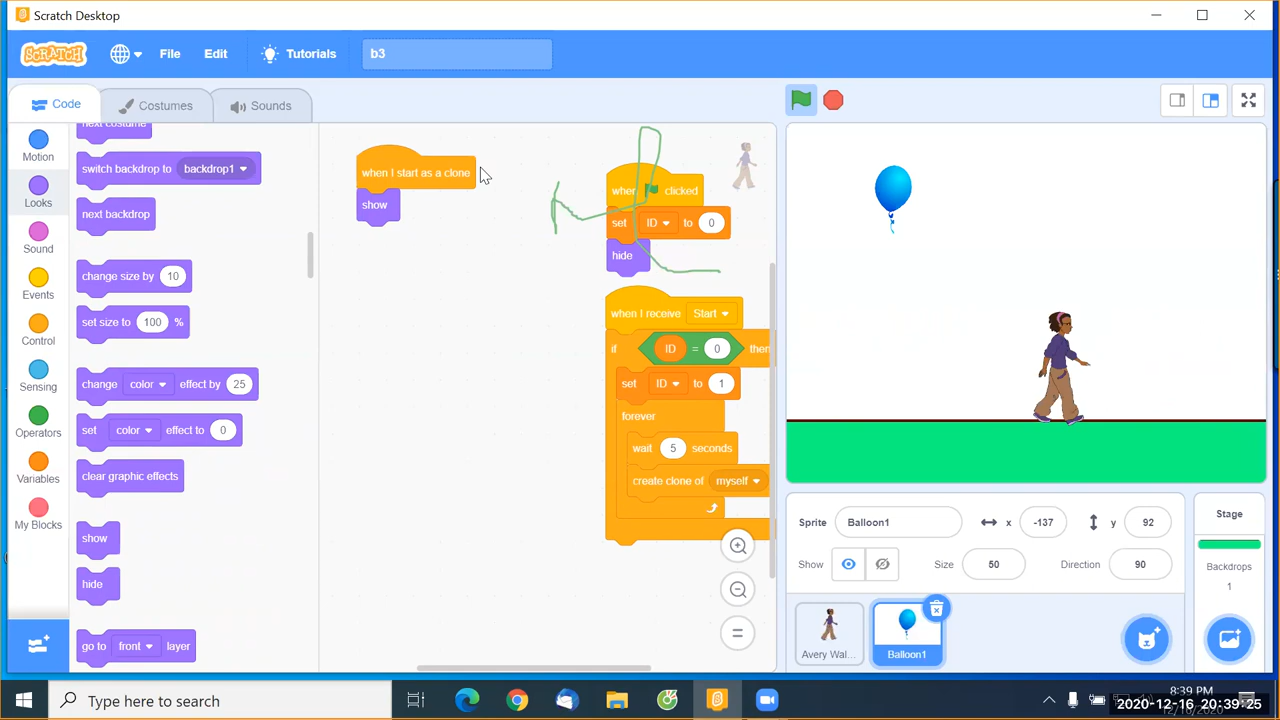 Scratch Desktop
SCRATCH File Edit Tutorials b3
Code Costumes Sounds
Motion
Looks
Sound
Events
Control
Sensing
Operators
Variables
My Blocks
next costume
switch backdrop to backdrop1
next backdrop
change size by 10
set size to 100 %
change color effect by 25
set color effect to 0
clear graphic effects
show
hide
go to front layer
when I start as a clone
show
when clicked
set ID to 0
hide
when I receive Start
if ID = 0 then
set ID to 1
forever
wait 5 seconds
create clone of myself
Sprite Balloon1 x -137 y 92
Show Size 50 Direction 90
Avery Wal...
Balloon1
Stage
Backdrops
1
Type here to search
8:39 PM
2020-12-16 20:39:25